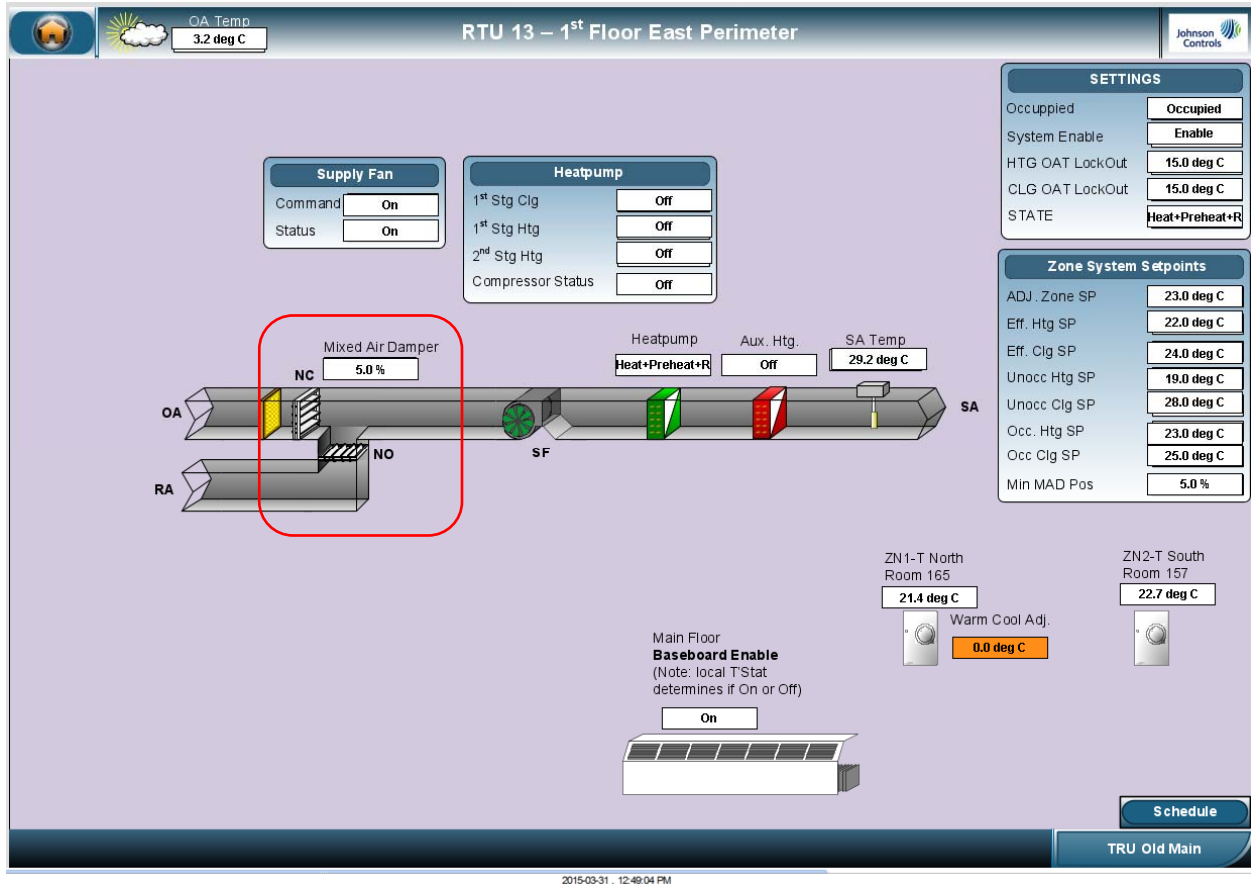 OA Temp
3.2 deg C
RTU 13 – 1st Floor East Perimeter
Johnson
Controls
SETTINGS
Occuppied Occupied
System Enable Enable
HTG OAT LockOut 15.0 deg C
CLG OAT LockOut 15.0 deg C
STATE Heat+Preheat+R
Supply Fan
Command On
Status On
Heatpump
1st Stg Clg Off
1st Stg Htg Off
2nd Stg Htg Off
Compressor Status Off
Zone System Setpoints
ADJ. Zone SP 23.0 deg C
Eff. Htg SP 22.0 deg C
Eff. Clg SP 24.0 deg C
Unocc Htg SP 19.0 deg C
Unocc Clg SP 28.0 deg C
Occ. Htg SP 23.0 deg C
Occ Clg SP 25.0 deg C
Min MAD Pos 5.0 %
Mixed Air Damper
5.0 %
NC
Heatpump
Heat+Preheat+R
Aux. Htg.
Off
SA Temp
29.2 deg C
OA
SA
NO
SF
RA
ZN1-T North
Room 165
21.4 deg C
Warm Cool Adj.
0.0 deg C
ZN2-T South
Room 157
22.7 deg C
Main Floor
Baseboard Enable
(Note: local T'Stat
determines if On or Off)
On
Schedule
TRU Old Main
2015-03-31 . 12:49:04 PM